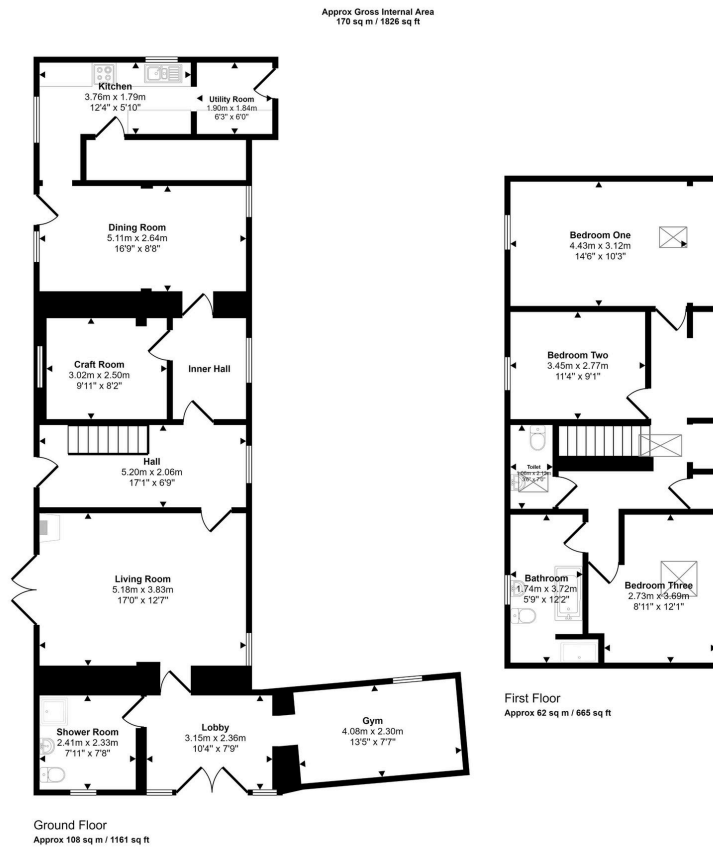 Approx Gross Internal Area
170 sq m / 1826 sq ft
Kitchen
3.76m x 1.79m
12'4" x 5'10"
Utility Room
1.90m x 1.84m
6'3" x 6'0"
Dining Room
5.11m x 2.64m
16'9" x 8'8"
Craft Room
3.02m x 2.50m
9'11" x 8'2"
Inner Hall
Hall
5.20m x 2.06m
17'1" x 6'9"
Living Room
5.18m x 3.83m
17'0" x 12'7"
Shower Room
2.41m x 2.33m
7'11" x 7'8"
Lobby
3.15m x 2.36m
10'4" x 7'9"
Gym
4.08m x 2.30m
13'5" x 7'7"
Ground Floor
Approx 108 sq m / 1161 sq ft
Bedroom One
4.43m x 3.12m
14'6" x 10'3"
Bedroom Two
3.45m x 2.77m
11'4" x 9'1"
Toilet
Bathroom
1.74m x 3.72m
5'9" x 12'2"
Bedroom Three
2.73m x 3.69m
8'11" x 12'1"
First Floor
Approx 62 sq m / 665 sq ft